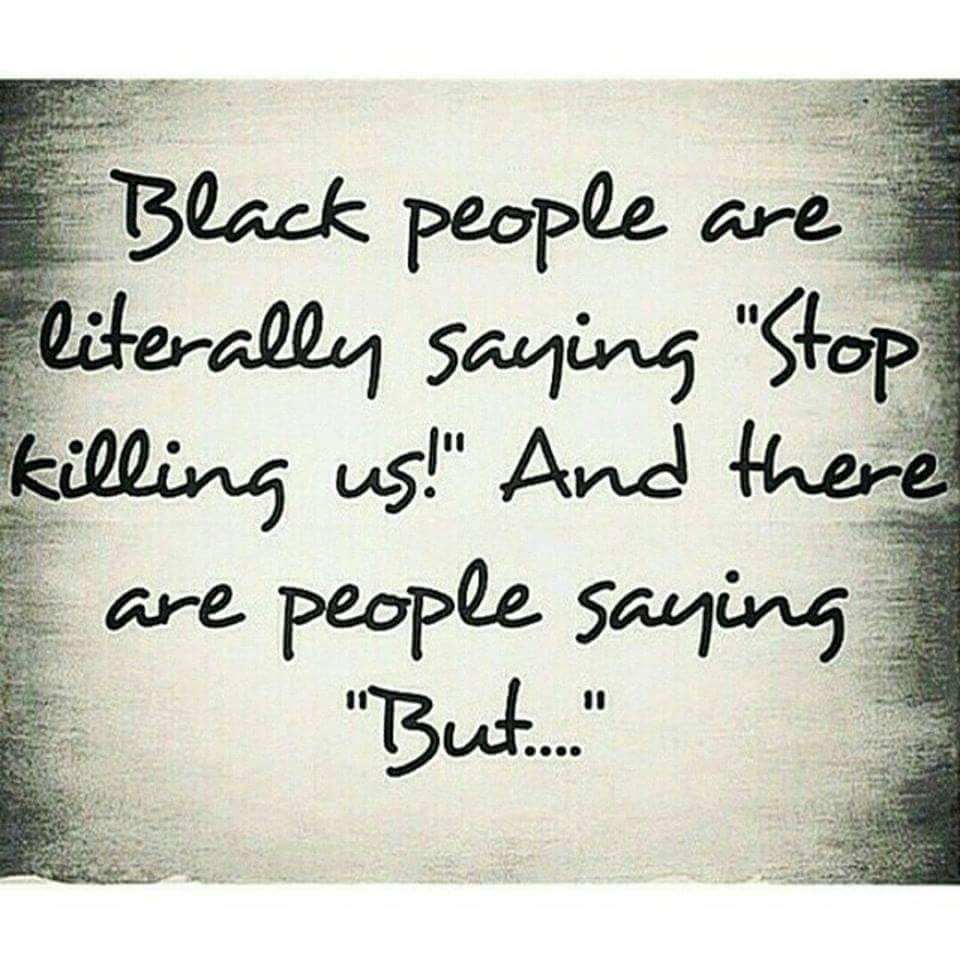 Black people are
literally saying "Stop
killing us!" And there
are people saying
"But...."